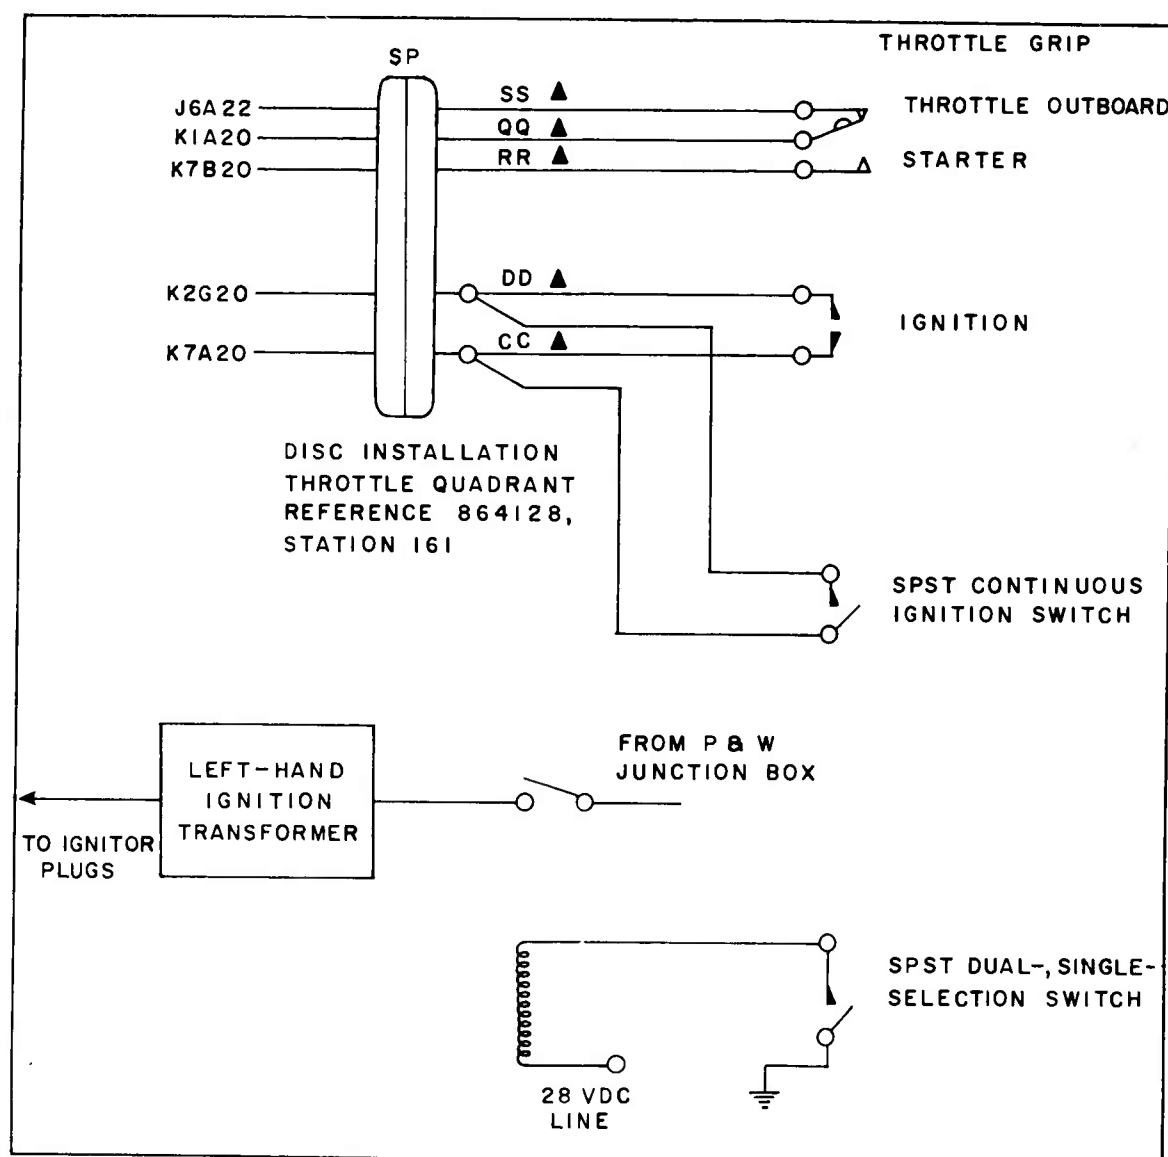 THROTTLE GRIP
SP
J6A22
SS
THROTTLE OUTBOARD
K1A20
QQ
K7B20
RR
STARTER
K2G20
DD
IGNITION
K7A20
CC
DISC INSTALLATION
THROTTLE QUADRANT
REFERENCE 864128,
STATION 161
SPST CONTINUOUS
IGNITION SWITCH
FROM P & W
JUNCTION BOX
LEFT-HAND
IGNITION
TRANSFORMER
TO IGNITOR
PLUGS
SPST DUAL-, SINGLE-
SELECTION SWITCH
28 VDC
LINE